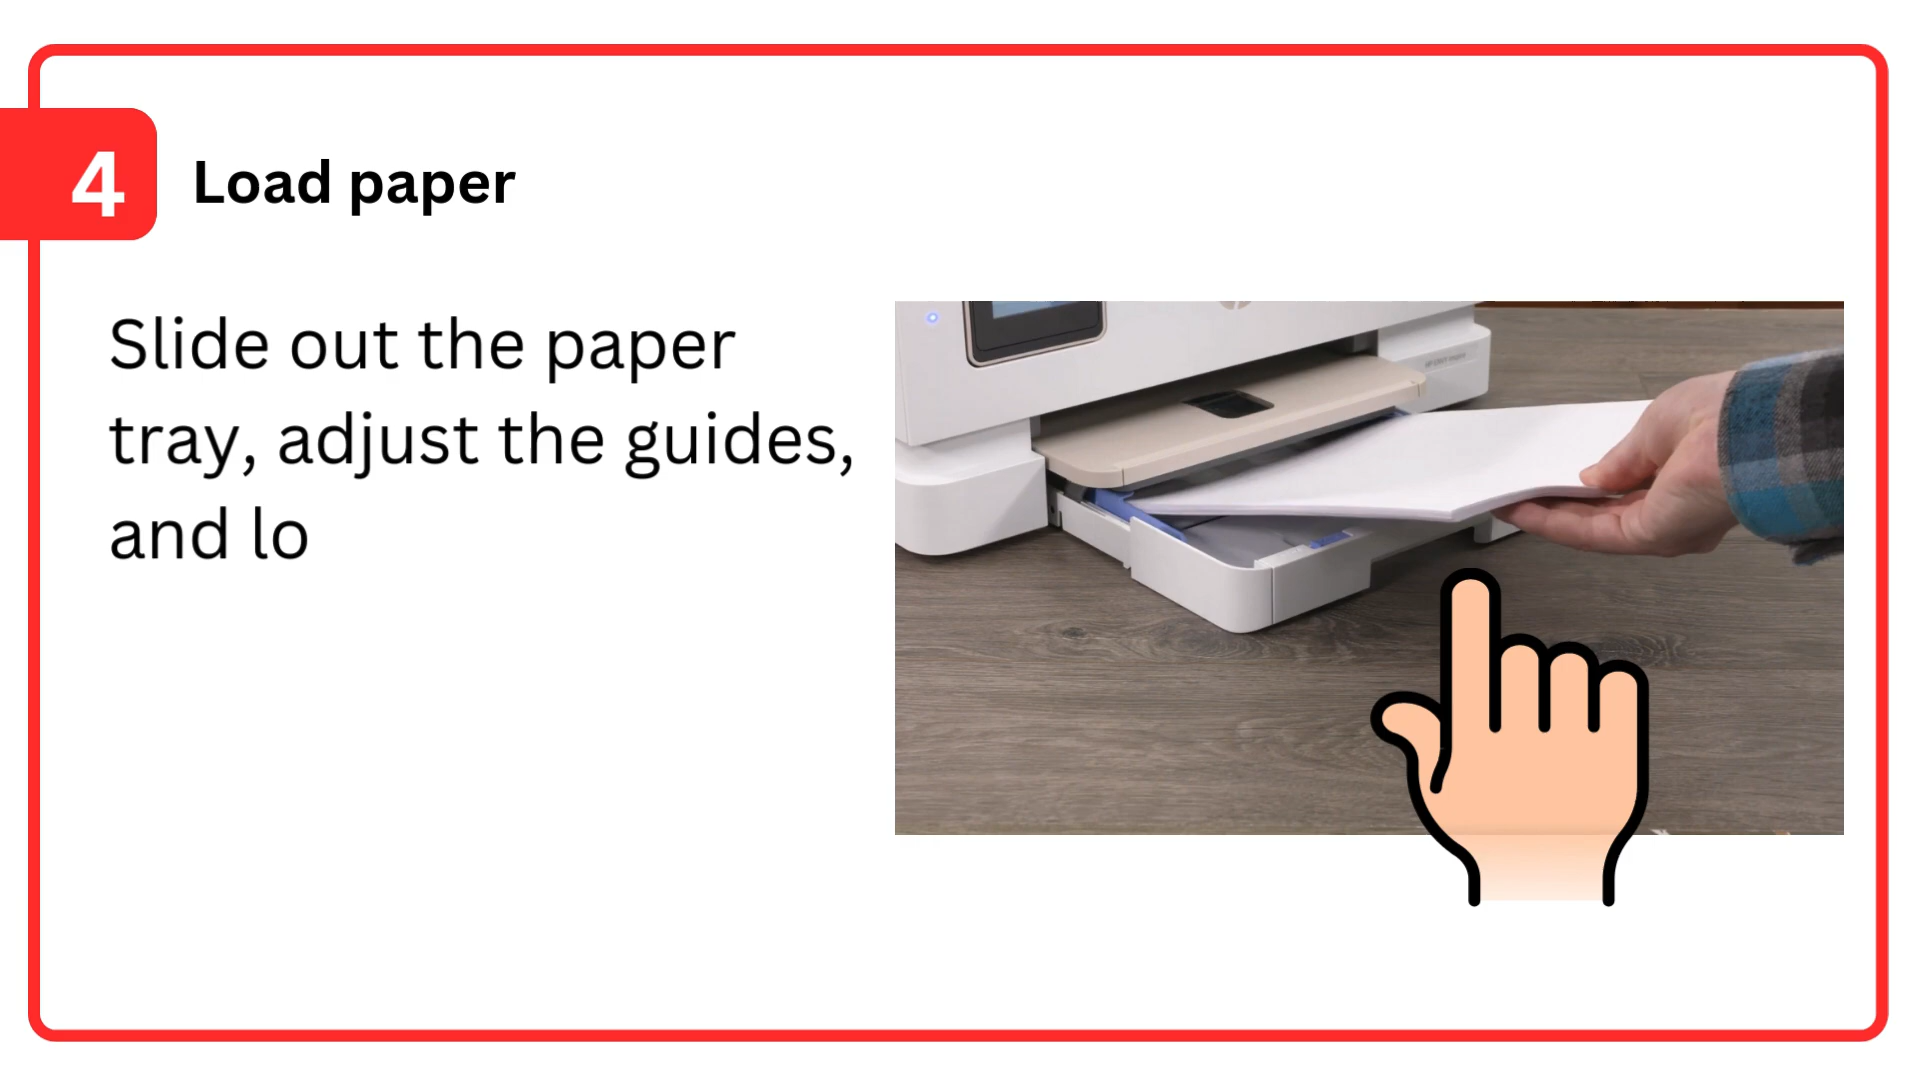 4
Load paper
Slide out the paper
tray, adjust the guides,
and lo